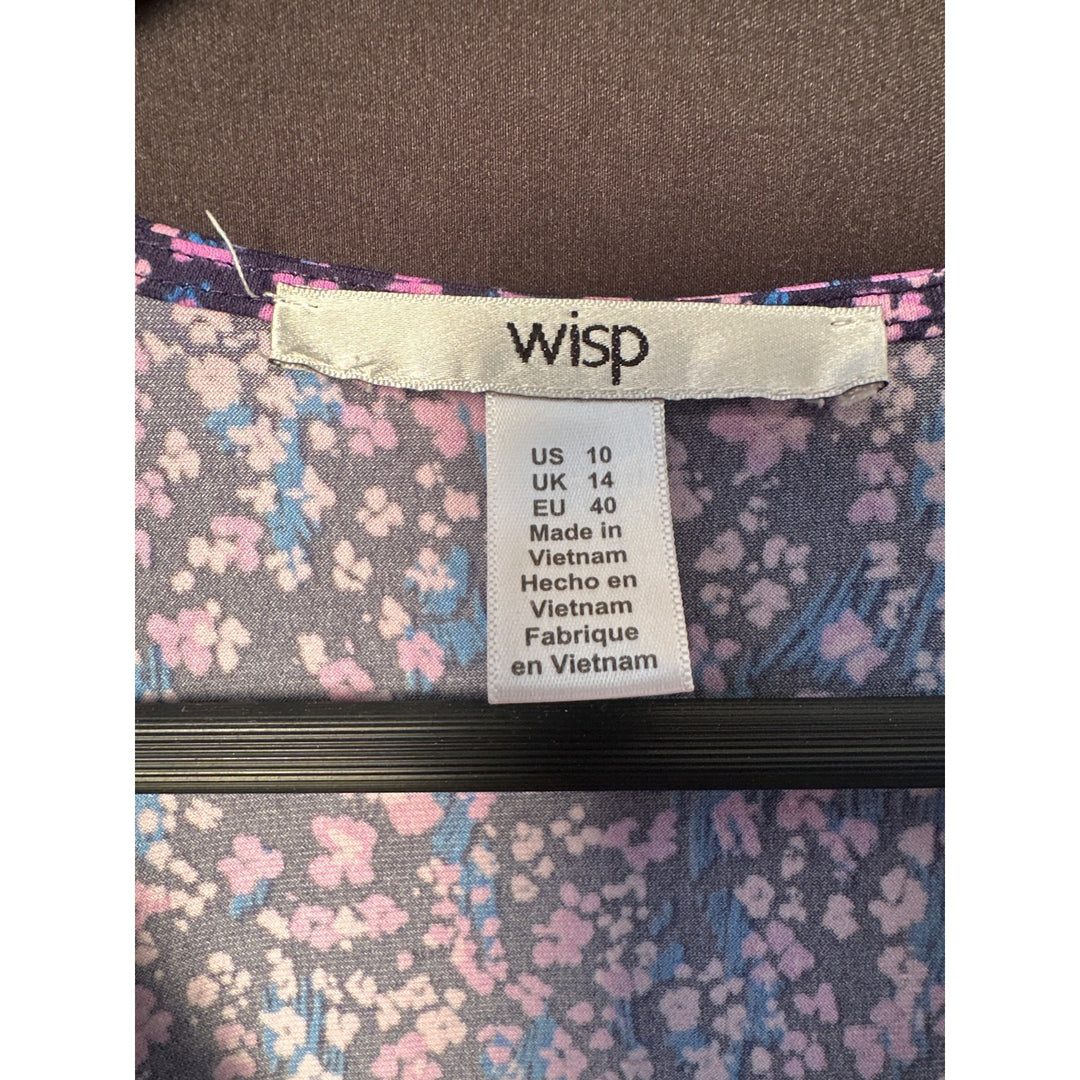 wisp
US 10
UK 14
EU 40
Made in
Vietnam
Hecho en
Vietnam
Fabrique
en Vietnam